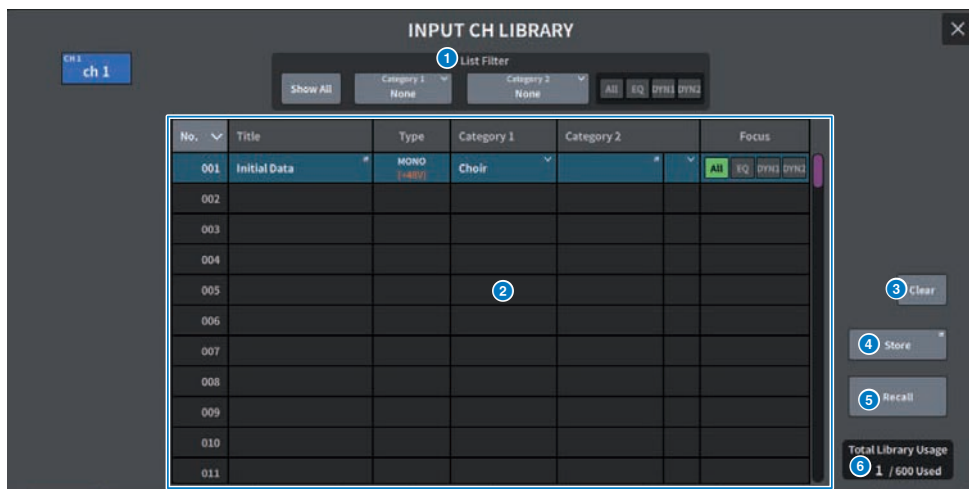 INPUT CH LIBRARY
CH 1
ch 1
1 List Filter
Show All
Category 1
None
Category 2
None
All EQ DYN1 DYN2
No. Title Type Category 1 Category 2 Focus
001 Initial Data MONO [+48V] Choir All EQ DYN1 DYN2
002
003
004
005
2
3 Clear
006
007
4 Store
008
009
5 Recall
010
011
Total Library Usage
6 1 / 600 Used